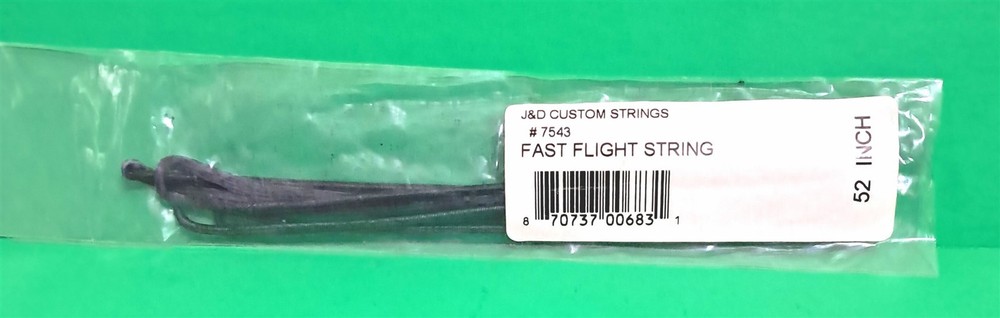 J&D CUSTOM STRINGS
# 7543
FAST FLIGHT STRING
8 70737 00683 1
52 INCH